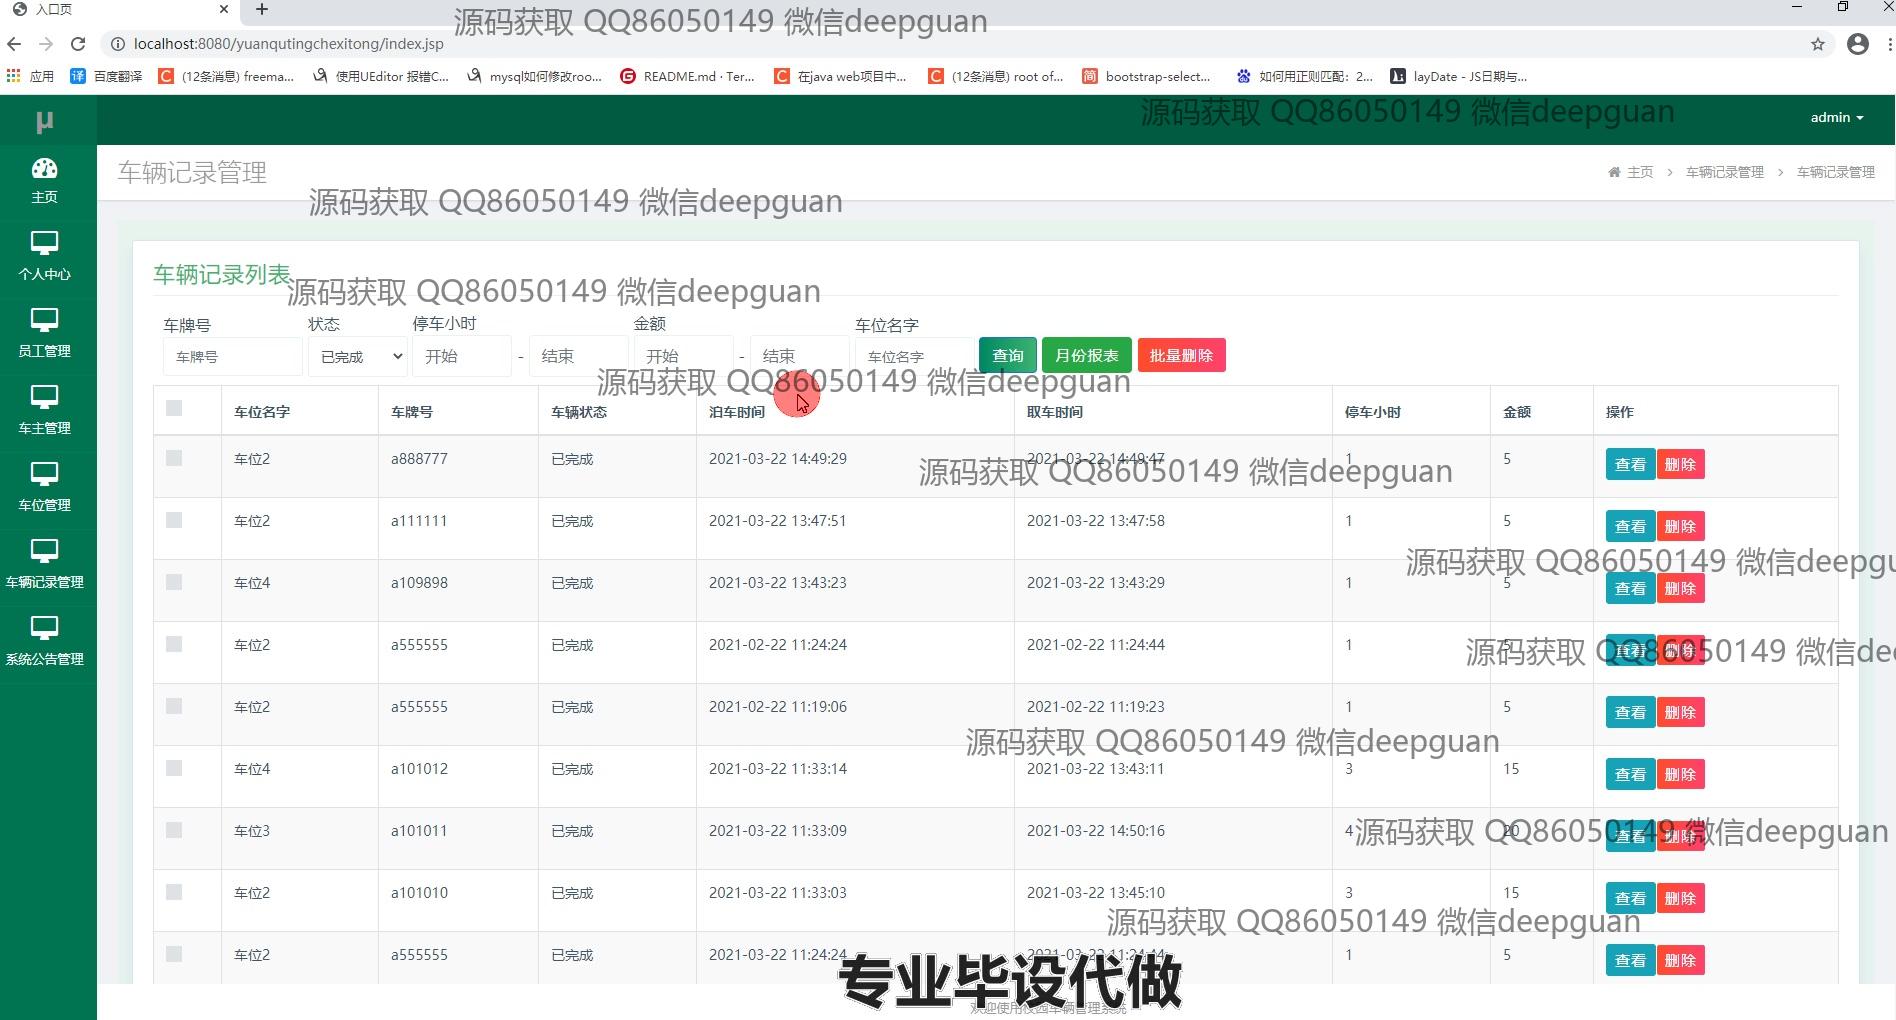 入口页
源码获取 QQ86050149 微信deepguan
localhost:8080/yuanqutingchexitong/index.jsp
应用 百度翻译 (12条消息) freema... 使用UEditor 报错C... mysql如何修改roo... README.md · Ter... 在java web项目中... (12条消息) root of... bootstrap-select... 如何用正则匹配：2... layDate - JS日期与...
源码获取 QQ86050149 微信deepguan
μ admin
车辆记录管理 主页 > 车辆记录管理 > 车辆记录管理
主页
源码获取 QQ86050149 微信deepguan
个人中心
员工管理
车主管理
车位管理
车辆记录管理
系统公告管理
车辆记录列表
源码获取 QQ86050149 微信deepguan
车牌号 状态 停车小时 金额 车位名字
车牌号 已完成 开始 - 结束 开始 - 结束 车位名字 查询 月份报表 批量删除
源码获取 QQ86050149 微信deepguan
车位名字 车牌号 车辆状态 泊车时间 取车时间 停车小时 金额 操作
车位2 a888777 已完成 2021-03-22 14:49:29 2021-03-22 14:49:47 1 5 查看 删除
源码获取 QQ86050149 微信deepguan
车位2 a111111 已完成 2021-03-22 13:47:51 2021-03-22 13:47:58 1 5 查看 删除
源码获取 QQ86050149 微信deepgu
车位4 a109898 已完成 2021-03-22 13:43:23 2021-03-22 13:43:29 1 5 查看 删除
车位2 a555555 已完成 2021-02-22 11:24:24 2021-02-22 11:24:44 1 5 查看 删除
源码获取 QQ86050149 微信dee
车位2 a555555 已完成 2021-02-22 11:19:06 2021-02-22 11:19:23 1 5 查看 删除
源码获取 QQ86050149 微信deepguan
车位4 a101012 已完成 2021-03-22 11:33:14 2021-03-22 13:43:11 3 15 查看 删除
车位3 a101011 已完成 2021-03-22 11:33:09 2021-03-22 14:50:16 4 20 查看 删除
源码获取 QQ86050149 微信deepguan
车位2 a101010 已完成 2021-03-22 11:33:03 2021-03-22 13:45:10 3 15 查看 删除
源码获取 QQ86050149 微信deepguan
车位2 a555555 已完成 2021-03-22 11:24:24 2021-03-22 11:24:44 1 5 查看 删除
专业毕设代做
欢迎使用校园车辆管理系统